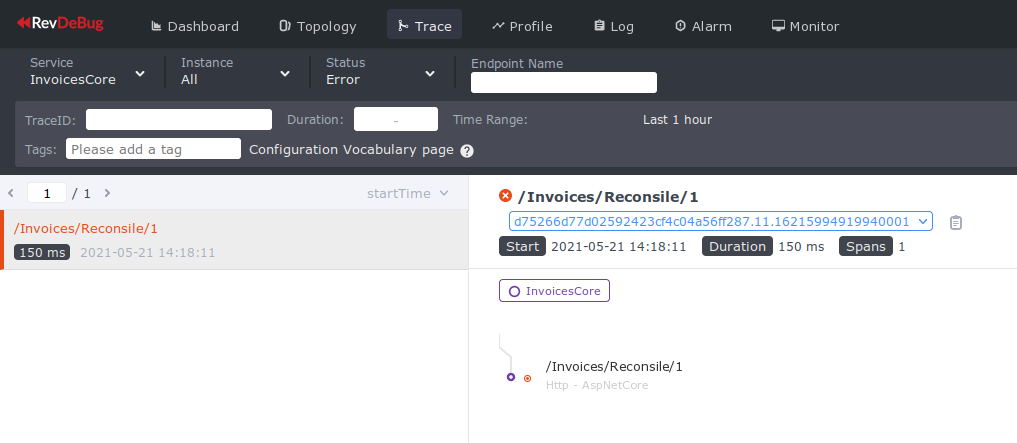 RevDeBug Dashboard Topology Trace Profile Log Alarm Monitor
Service Instance Status Endpoint Name
InvoicesCore All Error
TraceID: Duration: - Time Range: Last 1 hour
Tags: Please add a tag Configuration Vocabulary page ?
1 / 1 startTime
/Invoices/Reconsile/1
150 ms 2021-05-21 14:18:11
/Invoices/Reconsile/1
d75266d77d02592423cf4c04a56ff287.11.16215994919940001
Start 2021-05-21 14:18:11 Duration 150 ms Spans 1
InvoicesCore
/Invoices/Reconsile/1
Http - AspNetCore